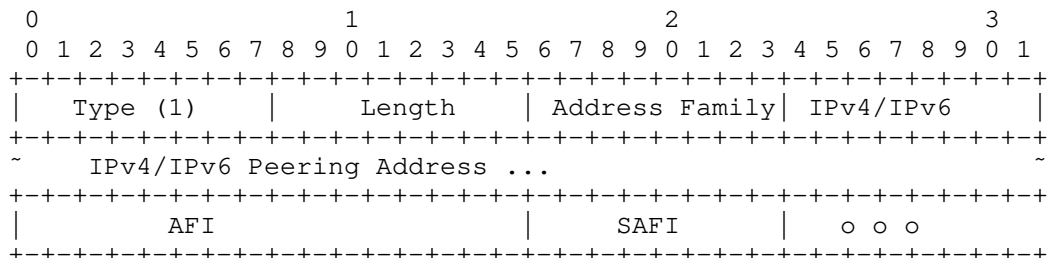 0                   1                   2                   3
 0 1 2 3 4 5 6 7 8 9 0 1 2 3 4 5 6 7 8 9 0 1 2 3 4 5 6 7 8 9 0 1
+-+-+-+-+-+-+-+-+-+-+-+-+-+-+-+-+-+-+-+-+-+-+-+-+-+-+-+-+-+-+-+-+
|   Type (1)    |     Length    | Address Family| IPv4/IPv6     |
+-+-+-+-+-+-+-+-+-+-+-+-+-+-+-+-+-+-+-+-+-+-+-+-+-+-+-+-+-+-+-+-+
~    IPv4/IPv6 Peering Address ...                              ~
+-+-+-+-+-+-+-+-+-+-+-+-+-+-+-+-+-+-+-+-+-+-+-+-+-+-+-+-+-+-+-+-+
|         AFI                   |     SAFI      |   o o o
+-+-+-+-+-+-+-+-+-+-+-+-+-+-+-+-+-+-+-+-+-+-+-+-+-+-+-+-+-+-+-+-+